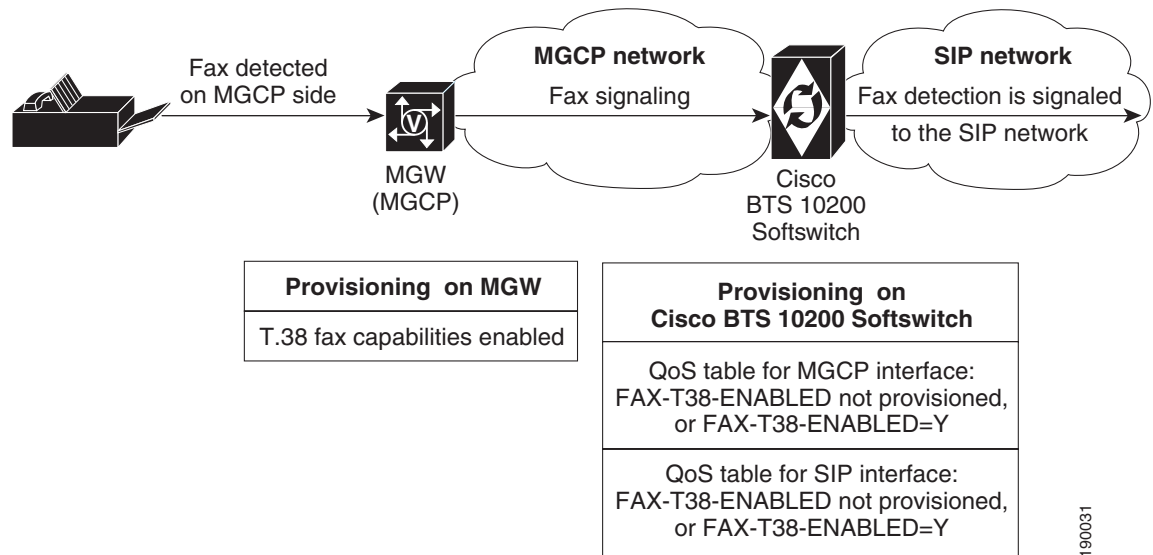 Fax detected
on MGCP side
V
MGW
(MGCP)
MGCP network
Fax signaling
Cisco
BTS 10200
Softswitch
SIP network
Fax detection is signaled
to the SIP network
Provisioning on MGW
T.38 fax capabilities enabled
Provisioning on
Cisco BTS 10200 Softswitch
QoS table for MGCP interface:
FAX-T38-ENABLED not provisioned,
or FAX-T38-ENABLED=Y
QoS table for SIP interface:
FAX-T38-ENABLED not provisioned,
or FAX-T38-ENABLED=Y
190031